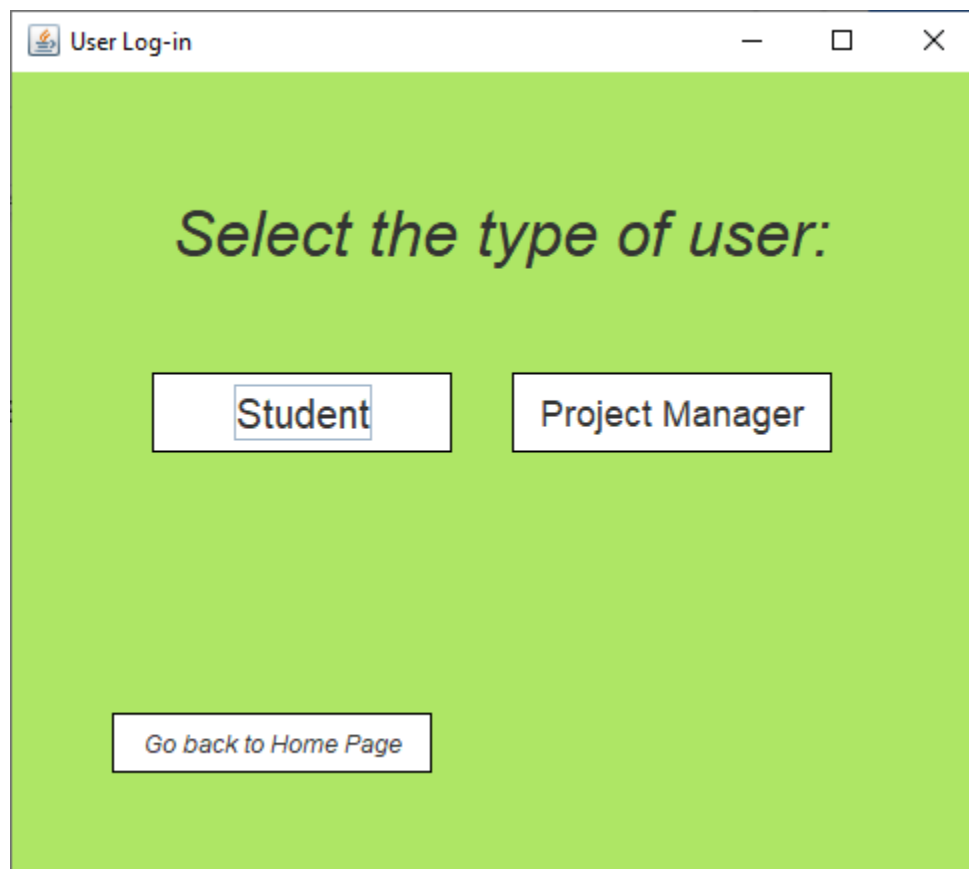 User Log-in
Select the type of user:
Student
Project Manager
Go back to Home Page